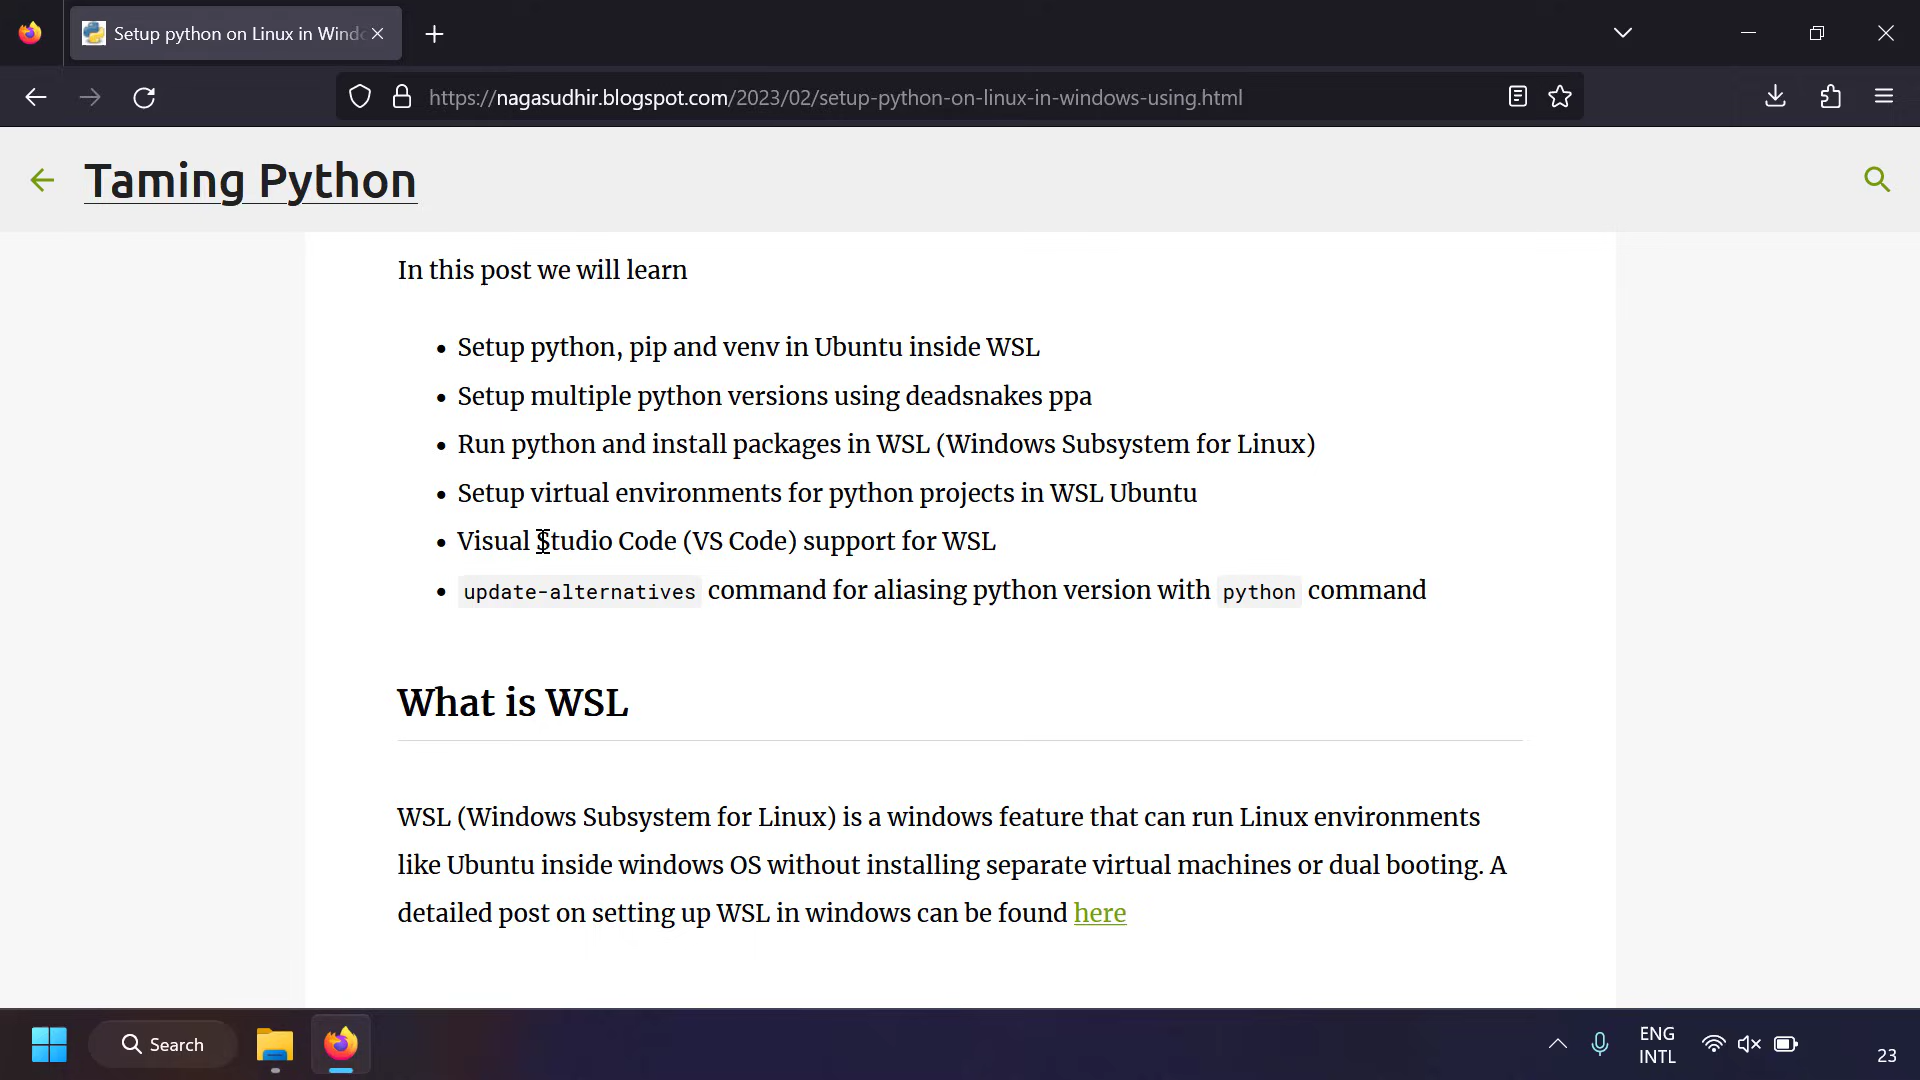 Setup python on Linux in Wind
https://nagasudhir.blogspot.com/2023/02/setup-python-on-linux-in-windows-using.html
Taming Python
In this post we will learn
Setup python, pip and venv in Ubuntu inside WSL
Setup multiple python versions using deadsnakes ppa
Run python and install packages in WSL (Windows Subsystem for Linux)
Setup virtual environments for python projects in WSL Ubuntu
Visual Studio Code (VS Code) support for WSL
update-alternatives command for aliasing python version with python command
What is WSL
WSL (Windows Subsystem for Linux) is a windows feature that can run Linux environments
like Ubuntu inside windows OS without installing separate virtual machines or dual booting. A
detailed post on setting up WSL in windows can be found here
Search
ENG
INTL
23